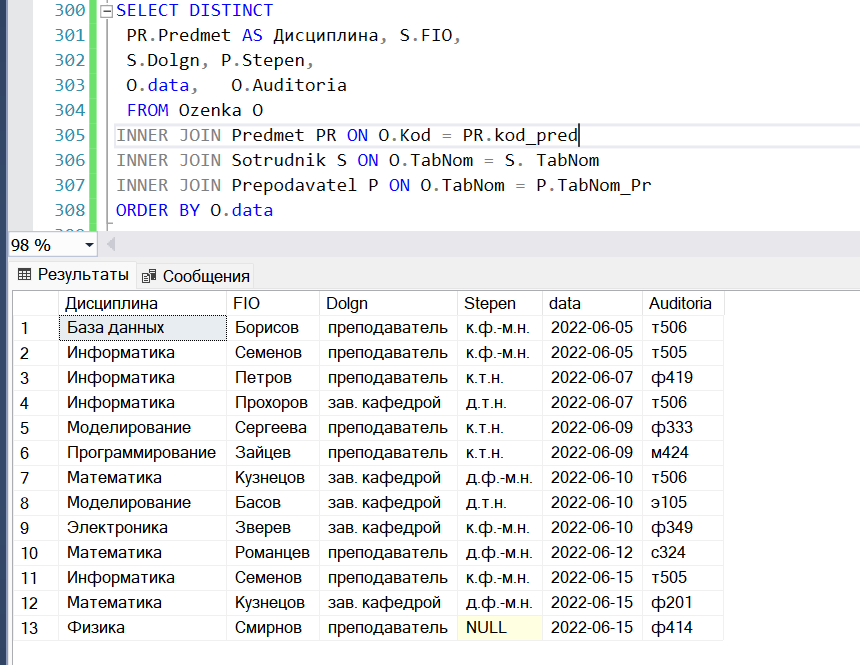 300 SELECT DISTINCT
301 PR.Predmet AS Дисциплина, S.FIO,
302 S.Dolgn, P.Stepen,
303 O.data, O.Auditoria
304 FROM Ozenka O
305 INNER JOIN Predmet PR ON O.Kod = PR.kod_pred
306 INNER JOIN Sotrudnik S ON O.TabNom = S. TabNom
307 INNER JOIN Prepodavatel P ON O.TabNom = P.TabNom_Pr
308 ORDER BY O.data
98 %
Результаты Сообщения
Дисциплина FIO Dolgn Stepen data Auditoria
1 База данных Борисов преподаватель к.ф.-м.н. 2022-06-05 т506
2 Информатика Семенов преподаватель к.ф.-м.н. 2022-06-05 т505
3 Информатика Петров преподаватель к.т.н. 2022-06-07 ф419
4 Информатика Прохоров зав. кафедрой д.т.н. 2022-06-07 т506
5 Моделирование Сергеева преподаватель к.т.н. 2022-06-09 ф333
6 Программирование Зайцев преподаватель к.т.н. 2022-06-09 м424
7 Математика Кузнецов зав. кафедрой д.ф.-м.н. 2022-06-10 т506
8 Моделирование Басов зав. кафедрой д.т.н. 2022-06-10 э105
9 Электроника Зверев зав. кафедрой к.ф.-м.н. 2022-06-10 ф349
10 Математика Романцев преподаватель д.ф.-м.н. 2022-06-12 с324
11 Информатика Семенов преподаватель к.ф.-м.н. 2022-06-15 т505
12 Математика Кузнецов зав. кафедрой д.ф.-м.н. 2022-06-15 ф201
13 Физика Смирнов преподаватель NULL 2022-06-15 ф414